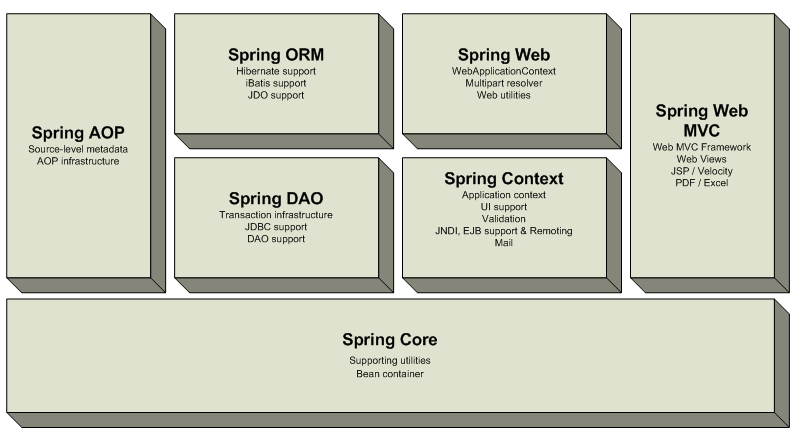 Spring AOP
Source-level metadata
AOP infrastructure
Spring ORM
Hibernate support
iBatis support
JDO support
Spring DAO
Transaction infrastructure
JDBC support
DAO support
Spring Web
WebApplicationContext
Multipart resolver
Web utilities
Spring Context
Application context
UI support
Validation
JNDI, EJB support & Remoting
Mail
Spring Web
MVC
Web MVC Framework
Web Views
JSP / Velocity
PDF / Excel
Spring Core
Supporting utilities
Bean container